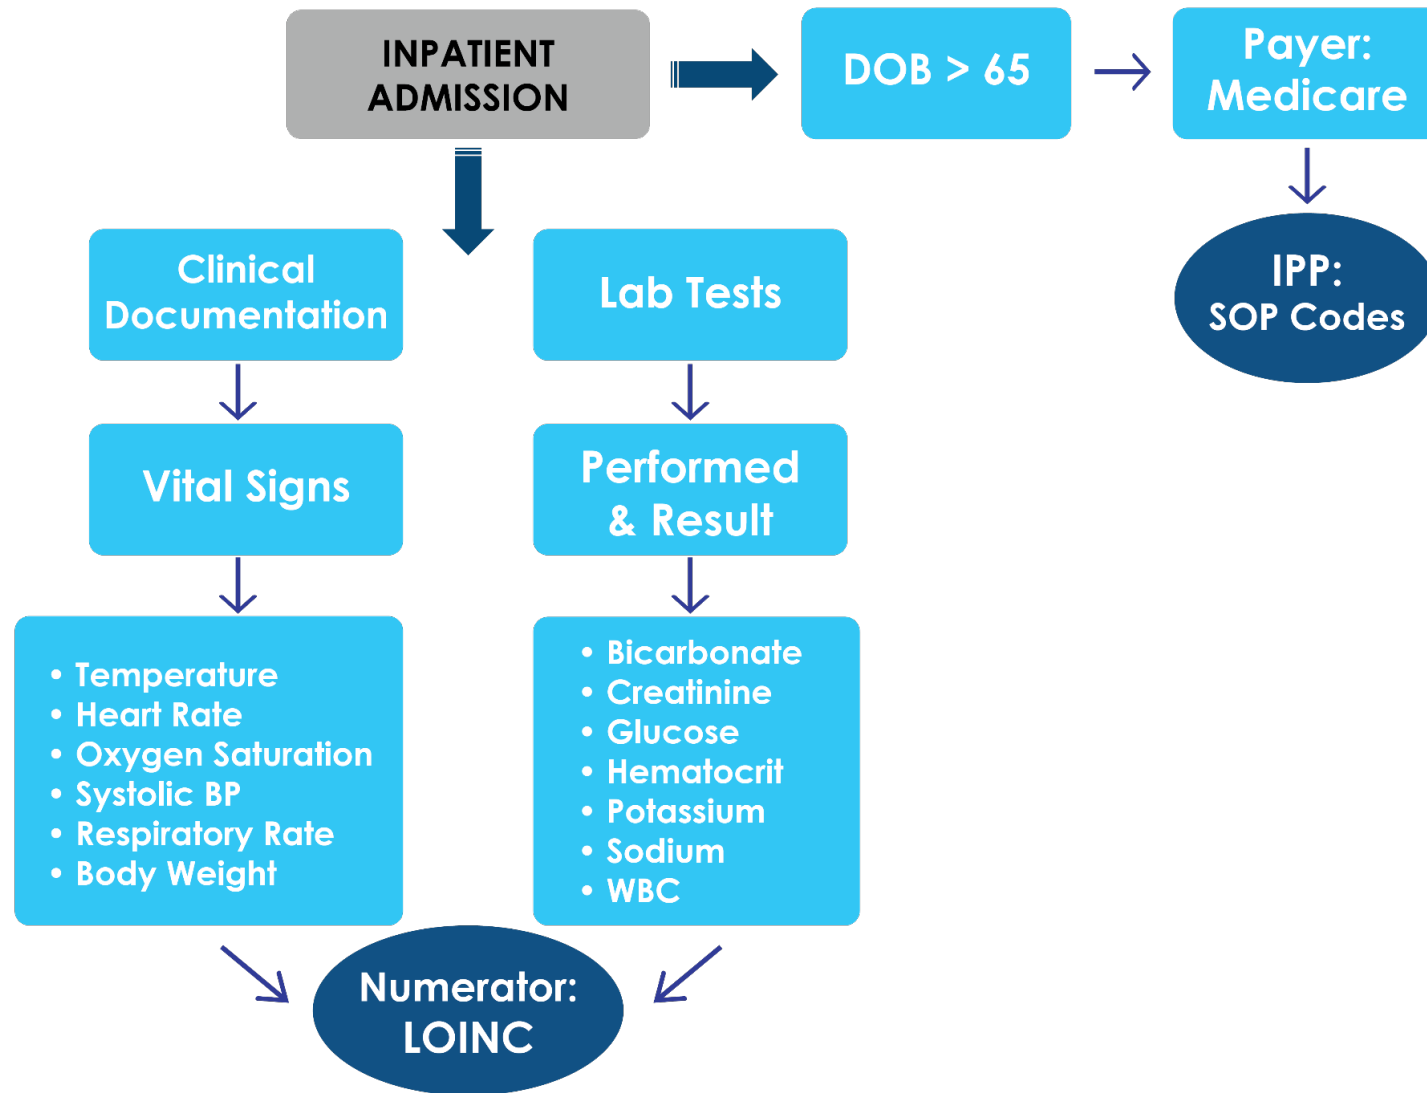 INPATIENT
ADMISSION
DOB > 65
Payer:
Medicare
IPP:
SOP Codes
Clinical
Documentation
Lab Tests
Vital Signs
Performed
& Result
• Temperature
• Heart Rate
• Oxygen Saturation
• Systolic BP
• Respiratory Rate
• Body Weight
• Bicarbonate
• Creatinine
• Glucose
• Hematocrit
• Potassium
• Sodium
• WBC
Numerator:
LOINC